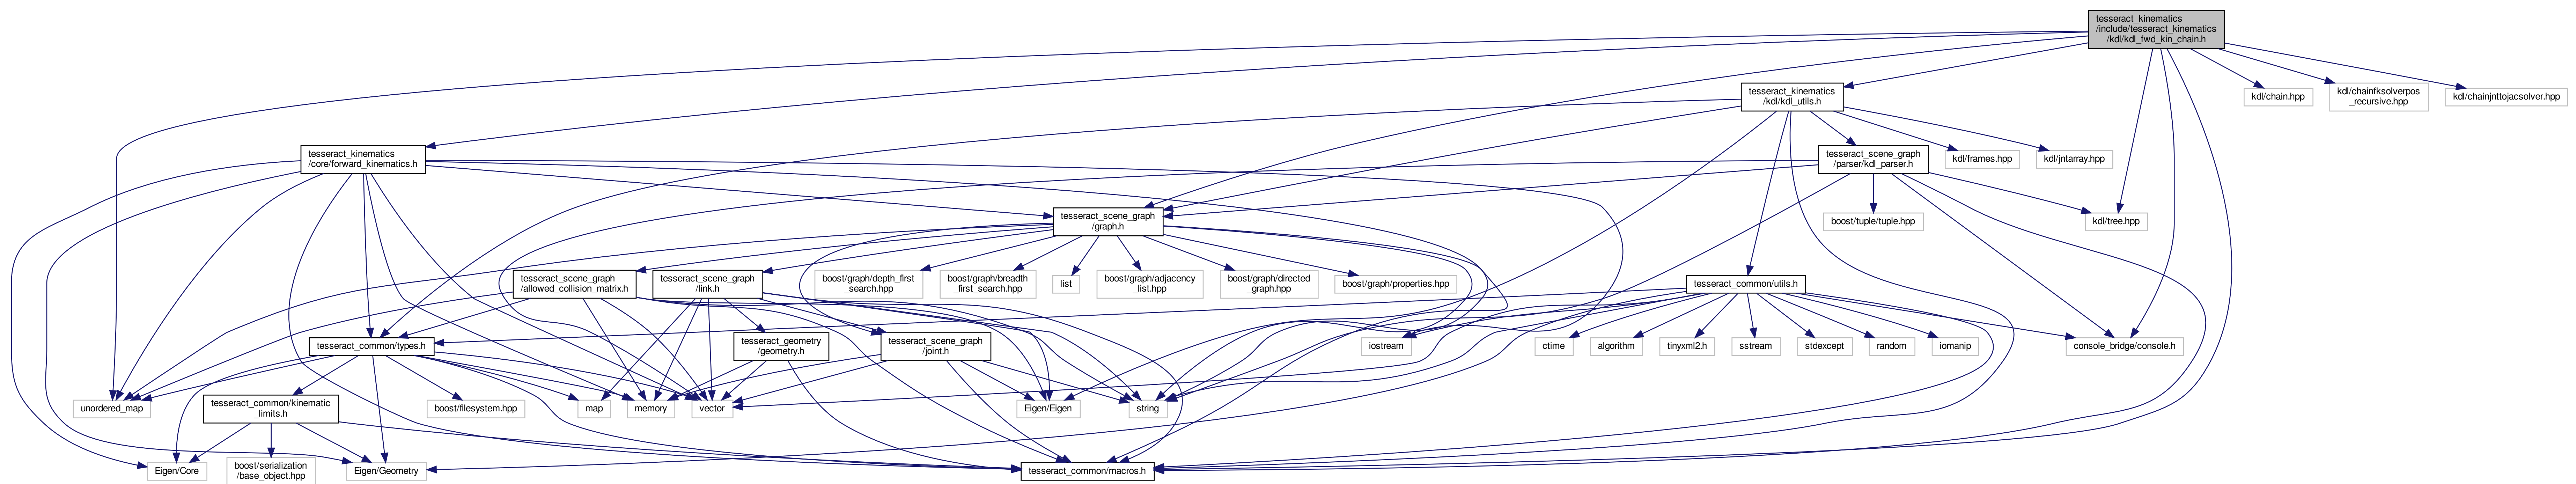 tesseract_kinematics
/include/tesseract_kinematics
/kdl/kdl_fwd_kin_chain.h
tesseract_kinematics
/kdl/kdl_utils.h
kdl/chain.hpp
kdl/chainfksolverpos
_recursive.hpp
kdl/chainjnttojacsolver.hpp
tesseract_kinematics
/core/forward_kinematics.h
tesseract_scene_graph
/parser/kdl_parser.h
kdl/frames.hpp
kdl/jntarray.hpp
tesseract_scene_graph
/graph.h
boost/tuple/tuple.hpp
kdl/tree.hpp
tesseract_scene_graph
/allowed_collision_matrix.h
tesseract_scene_graph
/link.h
boost/graph/depth_first
_search.hpp
boost/graph/breadth
_first_search.hpp
list
boost/graph/adjacency
_list.hpp
boost/graph/directed
_graph.hpp
boost/graph/properties.hpp
tesseract_common/utils.h
tesseract_common/types.h
tesseract_geometry
/geometry.h
tesseract_scene_graph
/joint.h
iostream
ctime
algorithm
tinyxml2.h
sstream
stdexcept
random
iomanip
console_bridge/console.h
unordered_map
tesseract_common/kinematic
_limits.h
boost/filesystem.hpp
map
memory
vector
Eigen/Eigen
string
Eigen/Core
boost/serialization
/base_object.hpp
Eigen/Geometry
tesseract_common/macros.h